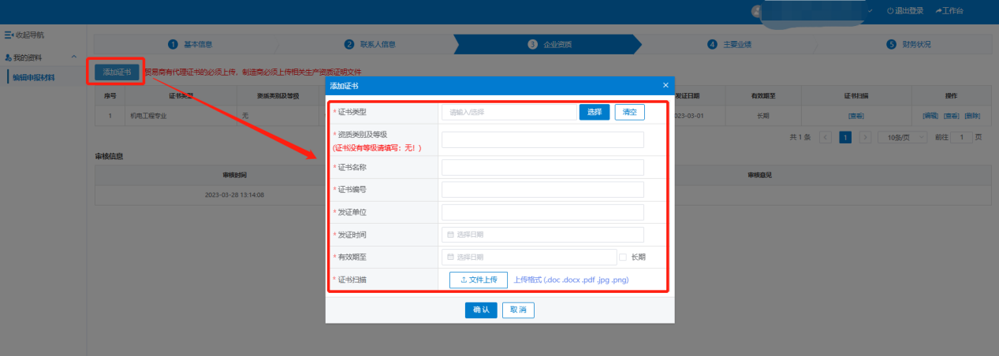 退出登录 工作台
收起导航
1 基本信息 2 联系人信息 3 企业资质 4 主要业绩 5 财务状况
我的资料
编辑申报材料
添加证书 贸易商有代理证书的必须上传，制造商必须上传相关生产资质证明文件
序号 证书类型 资质类别及等级 发证日期 有效期至 证书扫描 操作
1 机电工程专业 无 023-03-01 长期 [查看] [编辑] [查看] [删除]
共 1 条 1 10条/页 前往 1 页
审核信息
审核时间 审核意见
2023-03-28 13:14:08
添加证书 ×
* 证书类型 请输入/选择 选择 清空
* 资质类别及等级
(证书没有等级请填写：无！)
* 证书名称
* 证书编号
* 发证单位
* 发证时间 选择日期
* 有效期至 选择日期 长期
* 证书扫描 文件上传 上传格式 (.doc .docx .pdf .jpg .png)
确认 取消